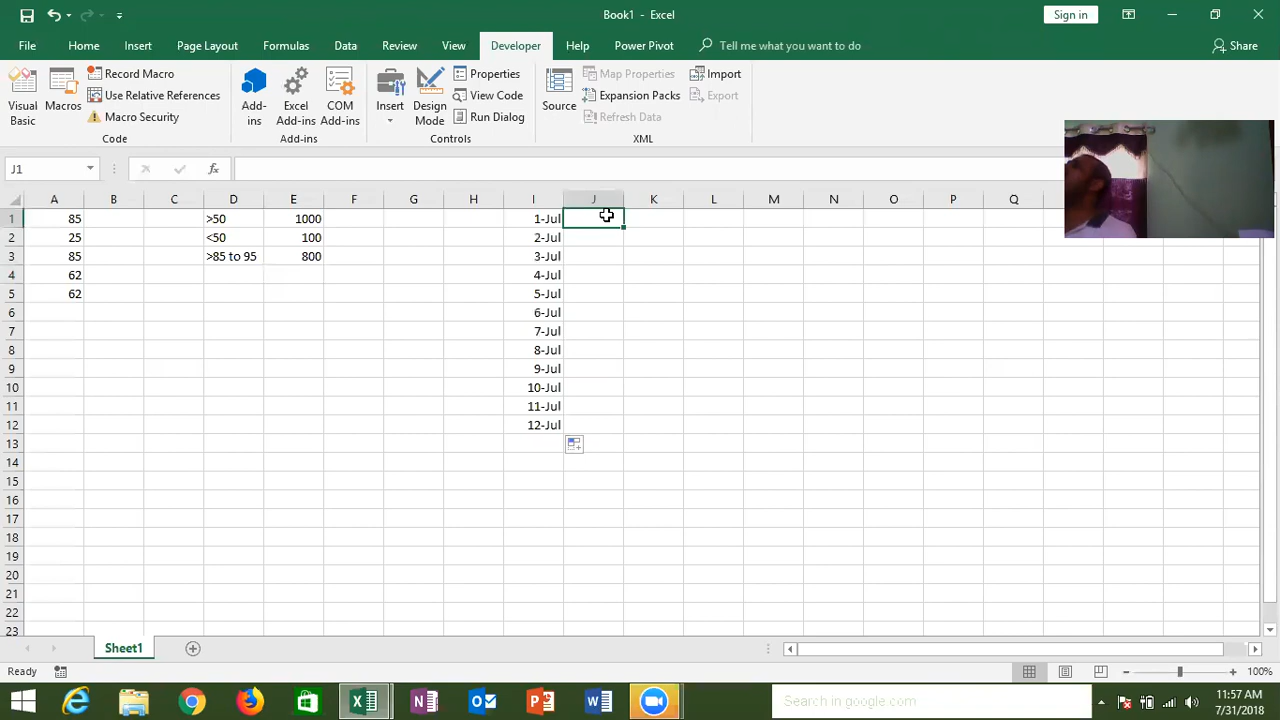 Book1 - Excel
Sign in
File Home Insert Page Layout Formulas Data Review View Developer Help Power Pivot Tell me what you want to do Share
Visual Basic
Macros
Record Macro
Use Relative References
Macro Security
Code
Add-ins
Excel Add-ins
COM Add-ins
Add-ins
Insert
Design Mode
Properties
View Code
Run Dialog
Controls
Source
Map Properties
Expansion Packs
Refresh Data
Import
Export
XML
J1
fx
A B C D E F G H I J K L M N O P Q
1 85 >50 1000 1-Jul
2 25 <50 100 2-Jul
3 85 >85 to 95 800 3-Jul
4 62 4-Jul
5 62 5-Jul
6 6-Jul
7 7-Jul
8 8-Jul
9 9-Jul
10 10-Jul
11 11-Jul
12 12-Jul
13
14
15
16
17
18
19
20
21
22
23
Sheet1
Ready
100%
Search in google.com
11:57 AM
7/31/2018